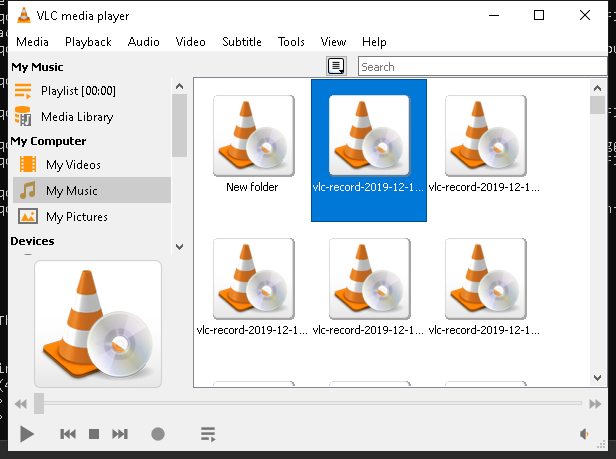 VLC media player
Media Playback Audio Video Subtitle Tools View Help
My Music
Playlist [00:00]
Media Library
My Computer
My Videos
My Music
My Pictures
Devices
Search
New folder
vlc-record-2019-12-1...
vlc-record-2019-12-1...
vlc-record-2019-12-1...
vlc-record-2019-12-1...
vlc-record-2019-12-1...